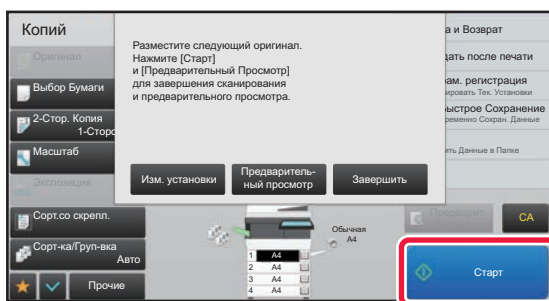 Копий
Оригинал
Выбор Бумаги
2-Стор. Копия
1-Сторо
Масштаб
Экспозиция
Сорт.со скрепл.
Сорт-ка/Груп-вка
Авто
Прочие
Разместите следующий оригинал.
Нажмите [Старт]
и [Предварительный Просмотр]
для завершения сканирования
и предварительного просмотра.
Изм. установки
Предваритель-
ный просмотр
Завершить
Обычная
A4
1 A4
2 A4
3 A4
4 A4
а и Возврат
дать после печати
ам. регистрация
ировать Тек. Установки
ыстрое Сохранение
ременно Сохран. Данные
ить Данные в Папке
Предварит.
CA
Старт